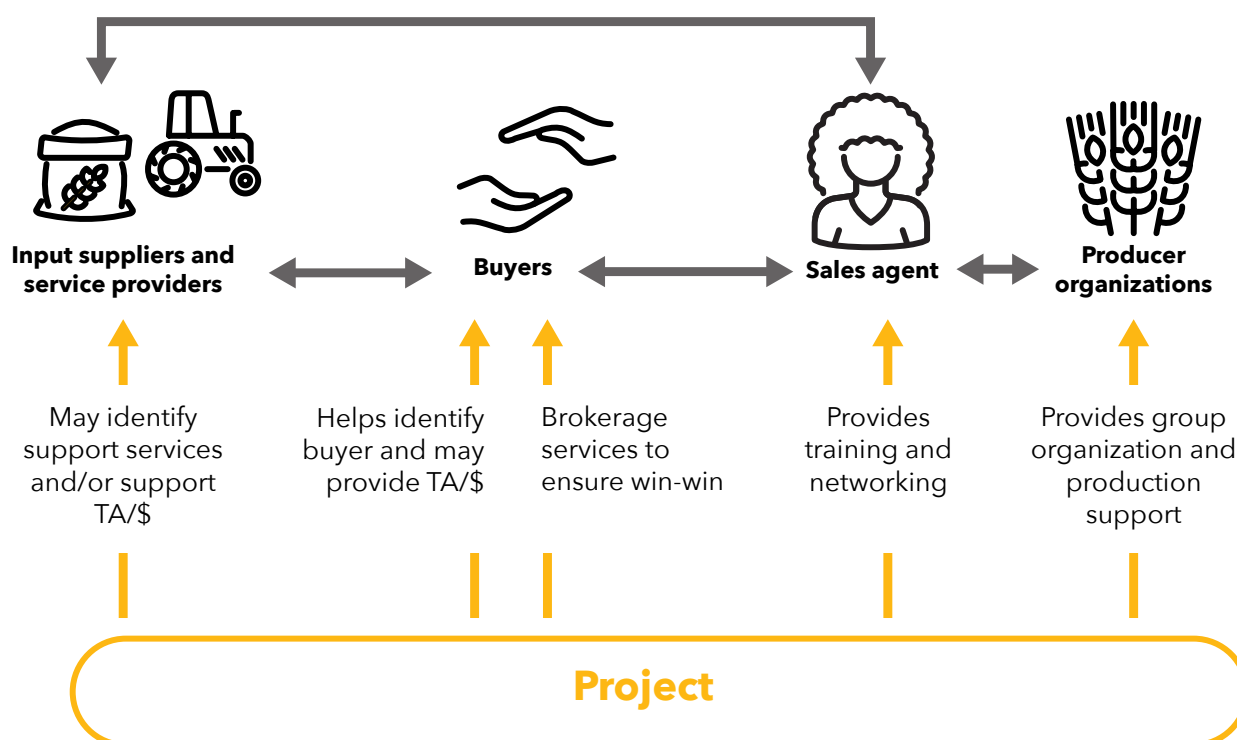 Input suppliers and
service providers
Buyers
Sales agent
Producer
organizations
May identify
support services
and/or support
TA/$
Helps identify
buyer and may
provide TA/$
Brokerage
services to
ensure win-win
Provides
training and
networking
Provides group
organization and
production
support
Project